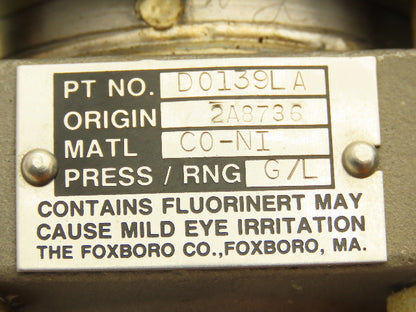 PT NO. D0139LA
ORIGIN 2A8736
MATL CO-NI
PRESS / RNG G/L
CONTAINS FLUORINERT MAY
CAUSE MILD EYE IRRITATION
THE FOXBORO CO., FOXBORO, MA.